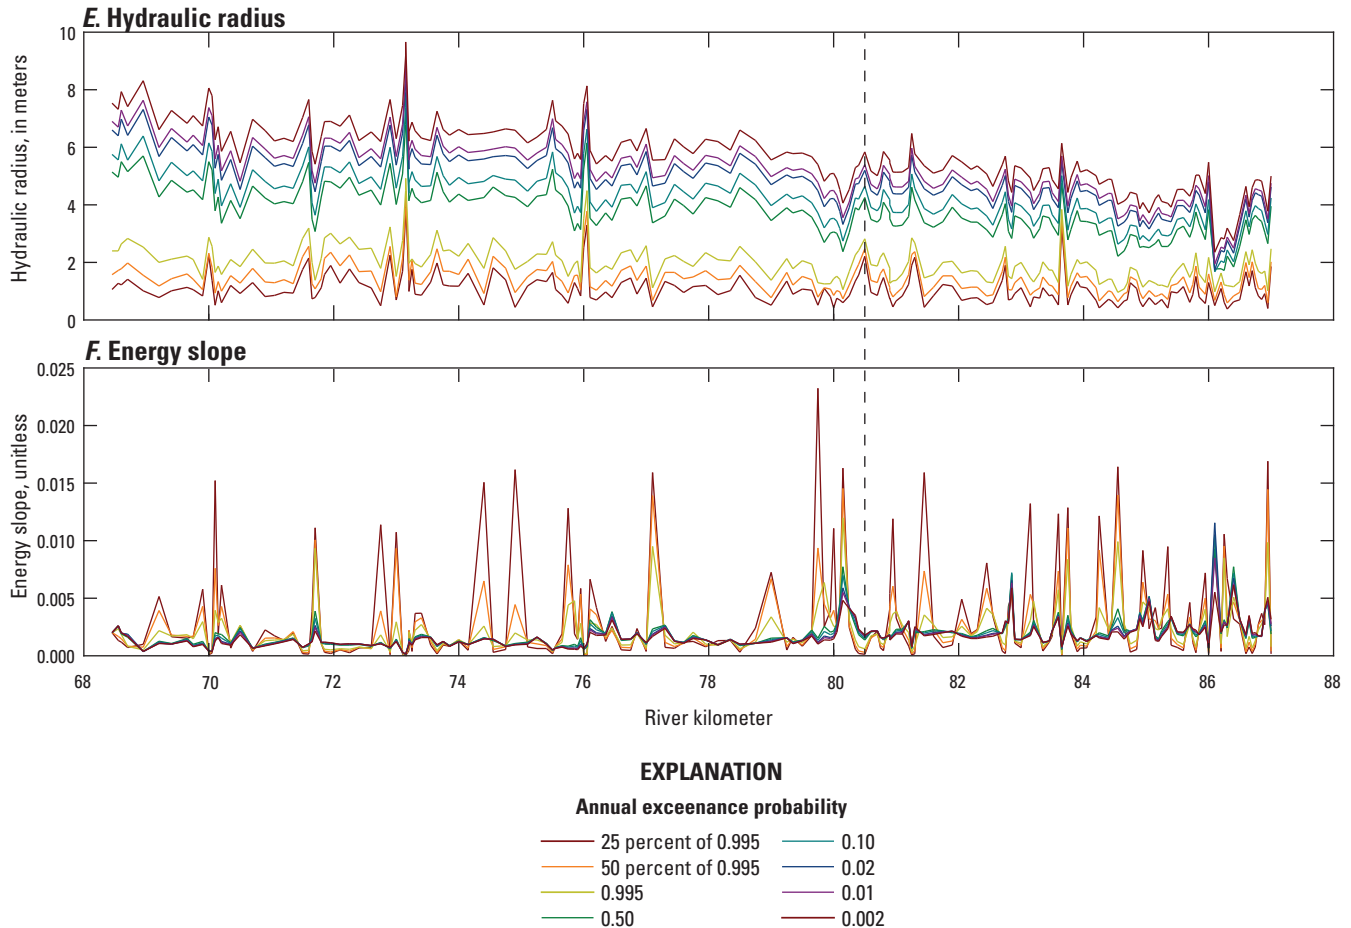 E. Hydraulic radius
10
8
6
4
2
0
Hydraulic radius, in meters
F. Energy slope
0.025
0.020
0.015
0.010
0.005
0.000
Energy slope, unitless
68 70 72 74 76 78 80 82 84 86 88
River kilometer
EXPLANATION
Annual exceenance probability
25 percent of 0.995
50 percent of 0.995
0.995
0.50
0.10
0.02
0.01
0.002